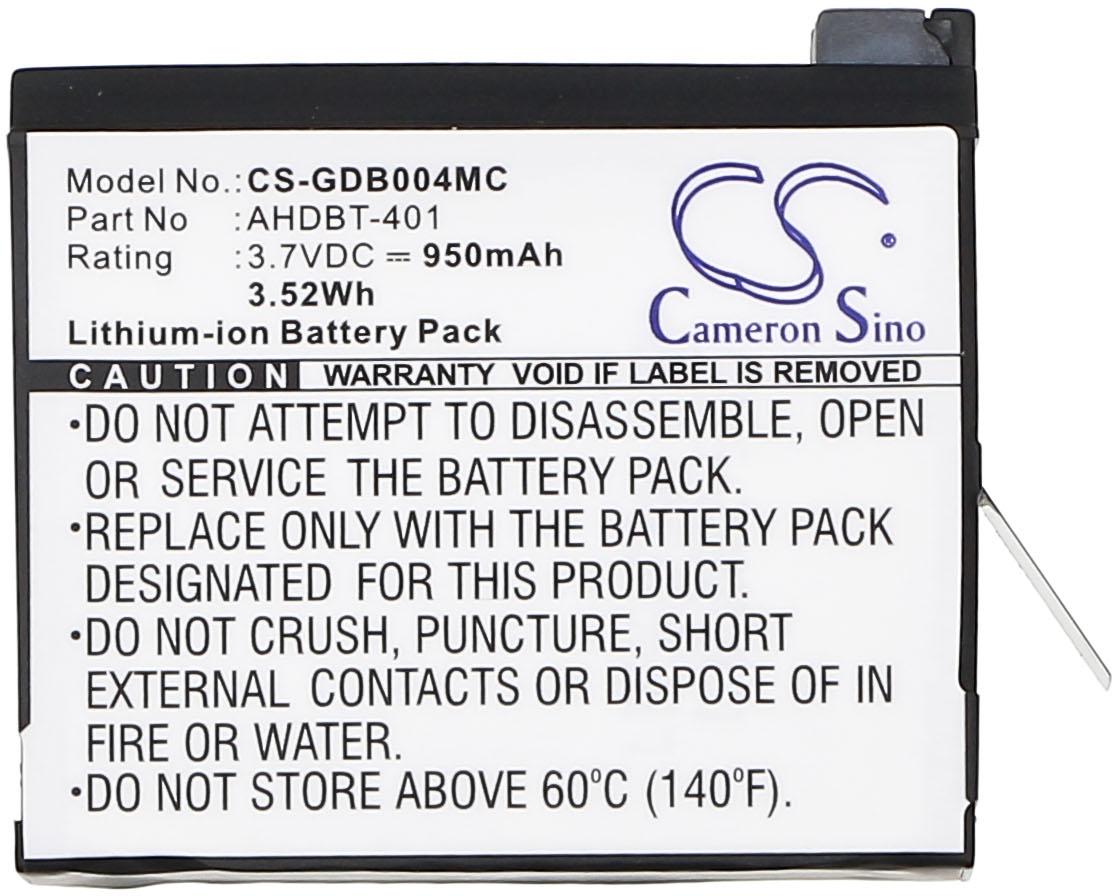 Model No.:CS-GDB004MC
Part No :AHDBT-401
Rating :3.7VDC ⎓ 950mAh
3.52Wh
Lithium-ion Battery Pack
CS®
Cameron Sino
CAUTION WARRANTY VOID IF LABEL IS REMOVED
•DO NOT ATTEMPT TO DISASSEMBLE, OPEN
OR SERVICE THE BATTERY PACK.
•REPLACE ONLY WITH THE BATTERY PACK
DESIGNATED FOR THIS PRODUCT.
•DO NOT CRUSH, PUNCTURE, SHORT
EXTERNAL CONTACTS OR DISPOSE OF IN
FIRE OR WATER.
•DO NOT STORE ABOVE 60°C (140°F).